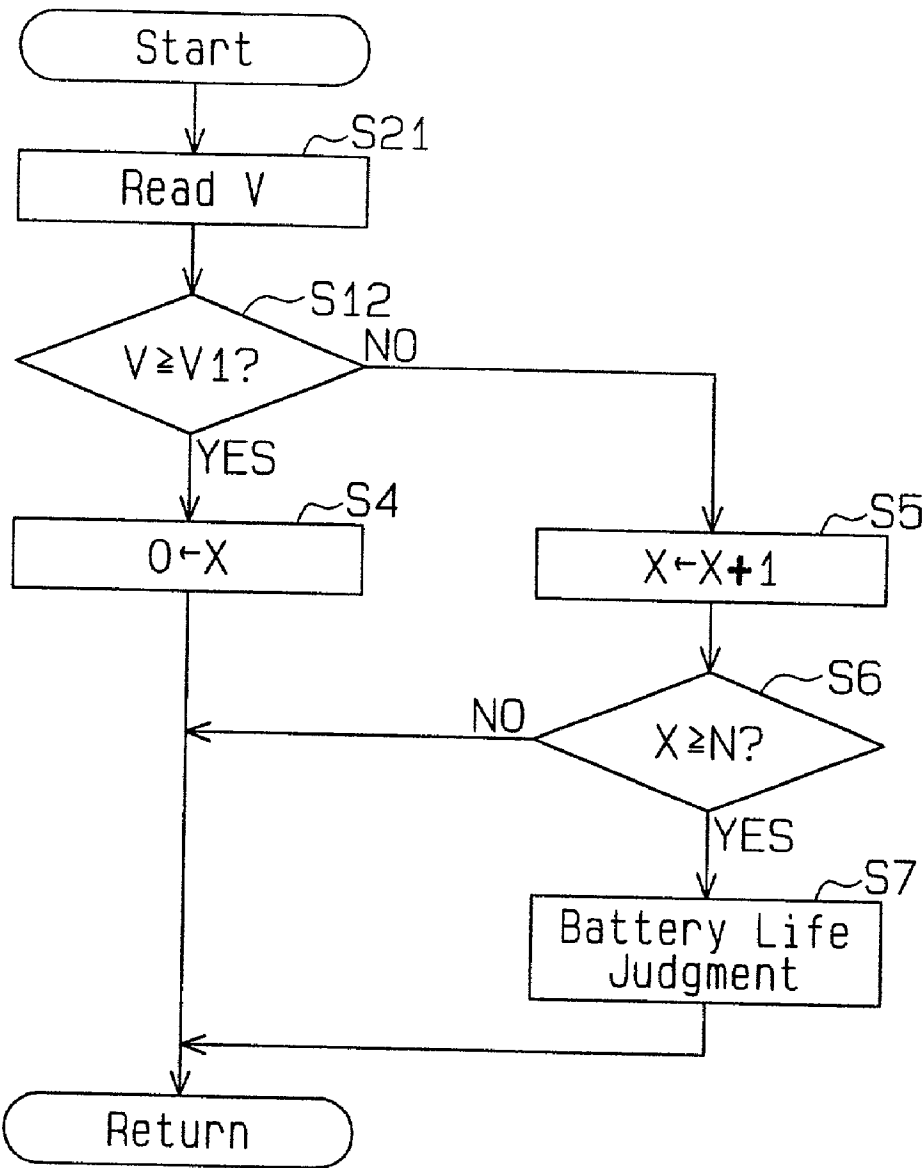 Start
S21
Read V
S12
V≧V1?
NO
YES
S4
0←X
S5
X←X+1
S6
X≧N?
NO
YES
S7
Battery Life
Judgment
Return